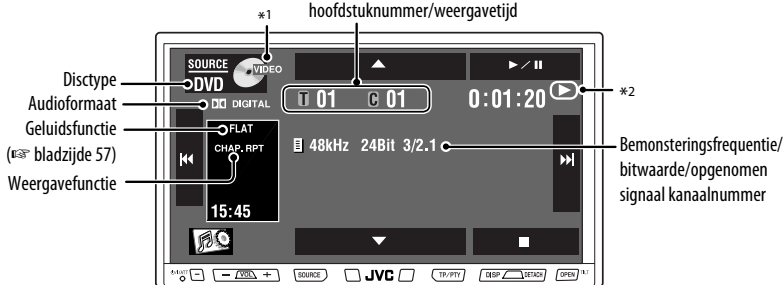 hoofdstuknummer/weergavetijd
*1
SOURCE
VIDEO
DVD
▲
►/II
Disctype
Audioformaat
Geluidsfunctie
(☞ bladzijde 57)
Weergavefunctie
DIGITAL
T 01 C 01 0:01:20
*2
FLAT
CHAP. RPT
48kHz 24Bit 3/2.1
Bemonsteringsfrequentie/
bitwaarde/opgenomen
signaal kanaalnummer
15:45
▼
■
− VOL +
SOURCE
JVC
TP/PTY
DISP DETACH
OPEN